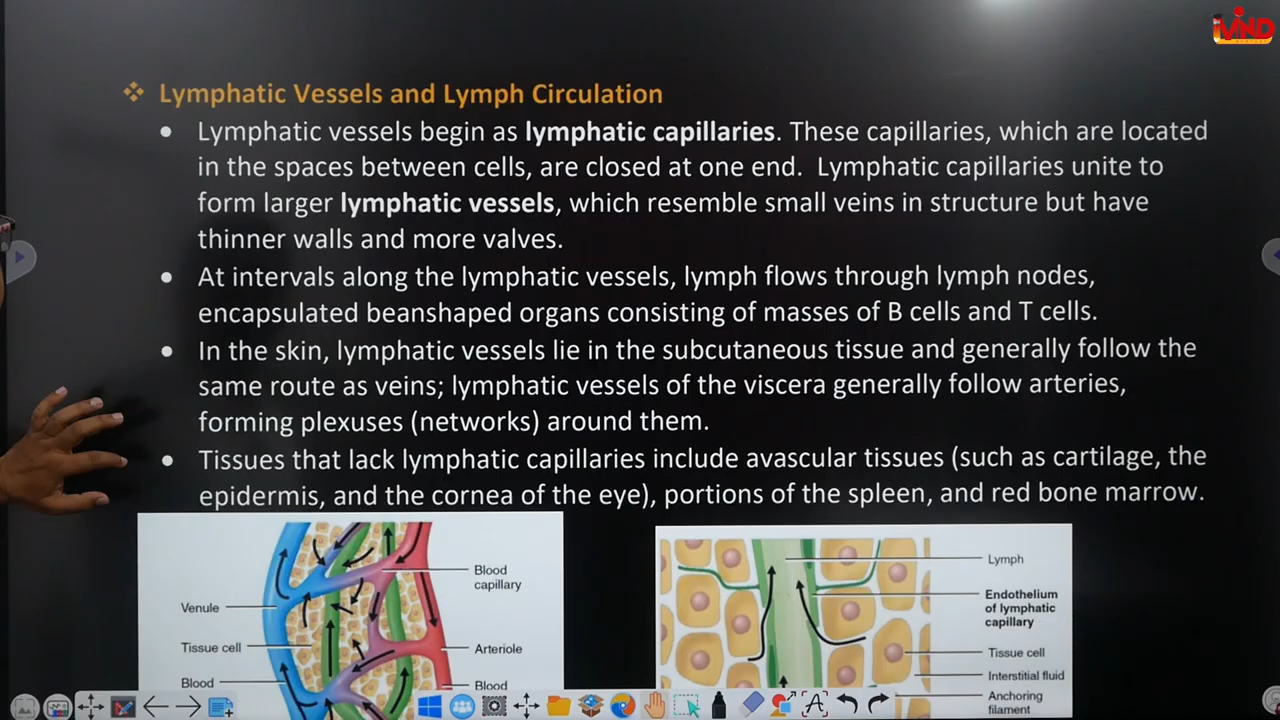 iMIND
❖ Lymphatic Vessels and Lymph Circulation
• Lymphatic vessels begin as lymphatic capillaries. These capillaries, which are located
in the spaces between cells, are closed at one end. Lymphatic capillaries unite to
form larger lymphatic vessels, which resemble small veins in structure but have
thinner walls and more valves.
• At intervals along the lymphatic vessels, lymph flows through lymph nodes,
encapsulated beanshaped organs consisting of masses of B cells and T cells.
• In the skin, lymphatic vessels lie in the subcutaneous tissue and generally follow the
same route as veins; lymphatic vessels of the viscera generally follow arteries,
forming plexuses (networks) around them.
• Tissues that lack lymphatic capillaries include avascular tissues (such as cartilage, the
epidermis, and the cornea of the eye), portions of the spleen, and red bone marrow.
Blood
capillary
Venule
Tissue cell
Arteriole
Blood
Blood
Lymph
Endothelium
of lymphatic
capillary
Tissue cell
Interstitial fluid
Anchoring
filament